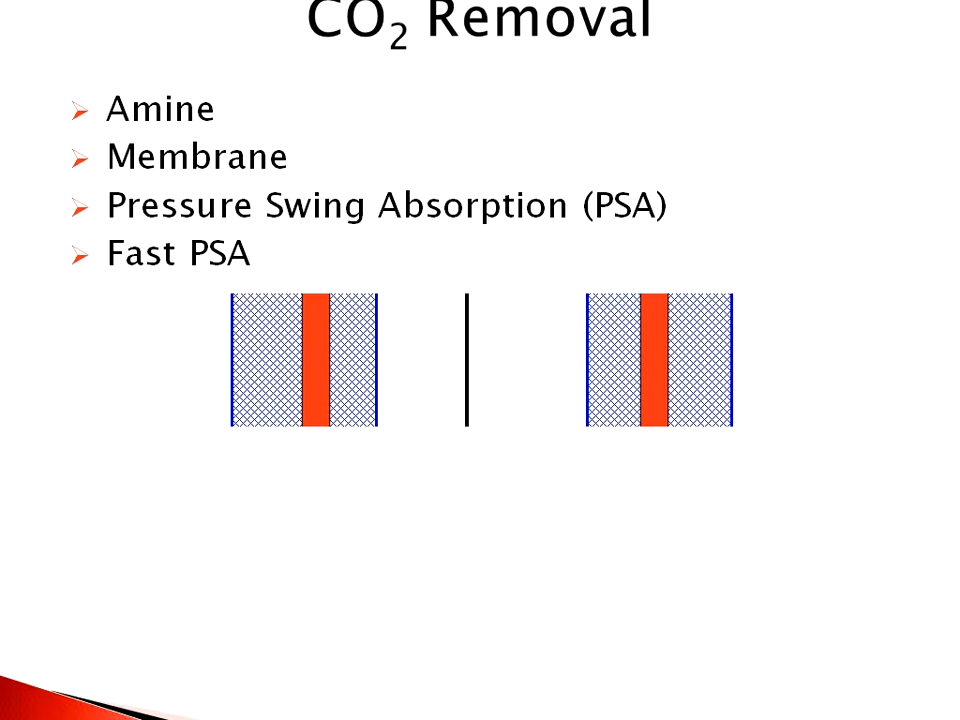 CO₂ Removal
Amine
Membrane
Pressure Swing Absorption (PSA)
Fast PSA